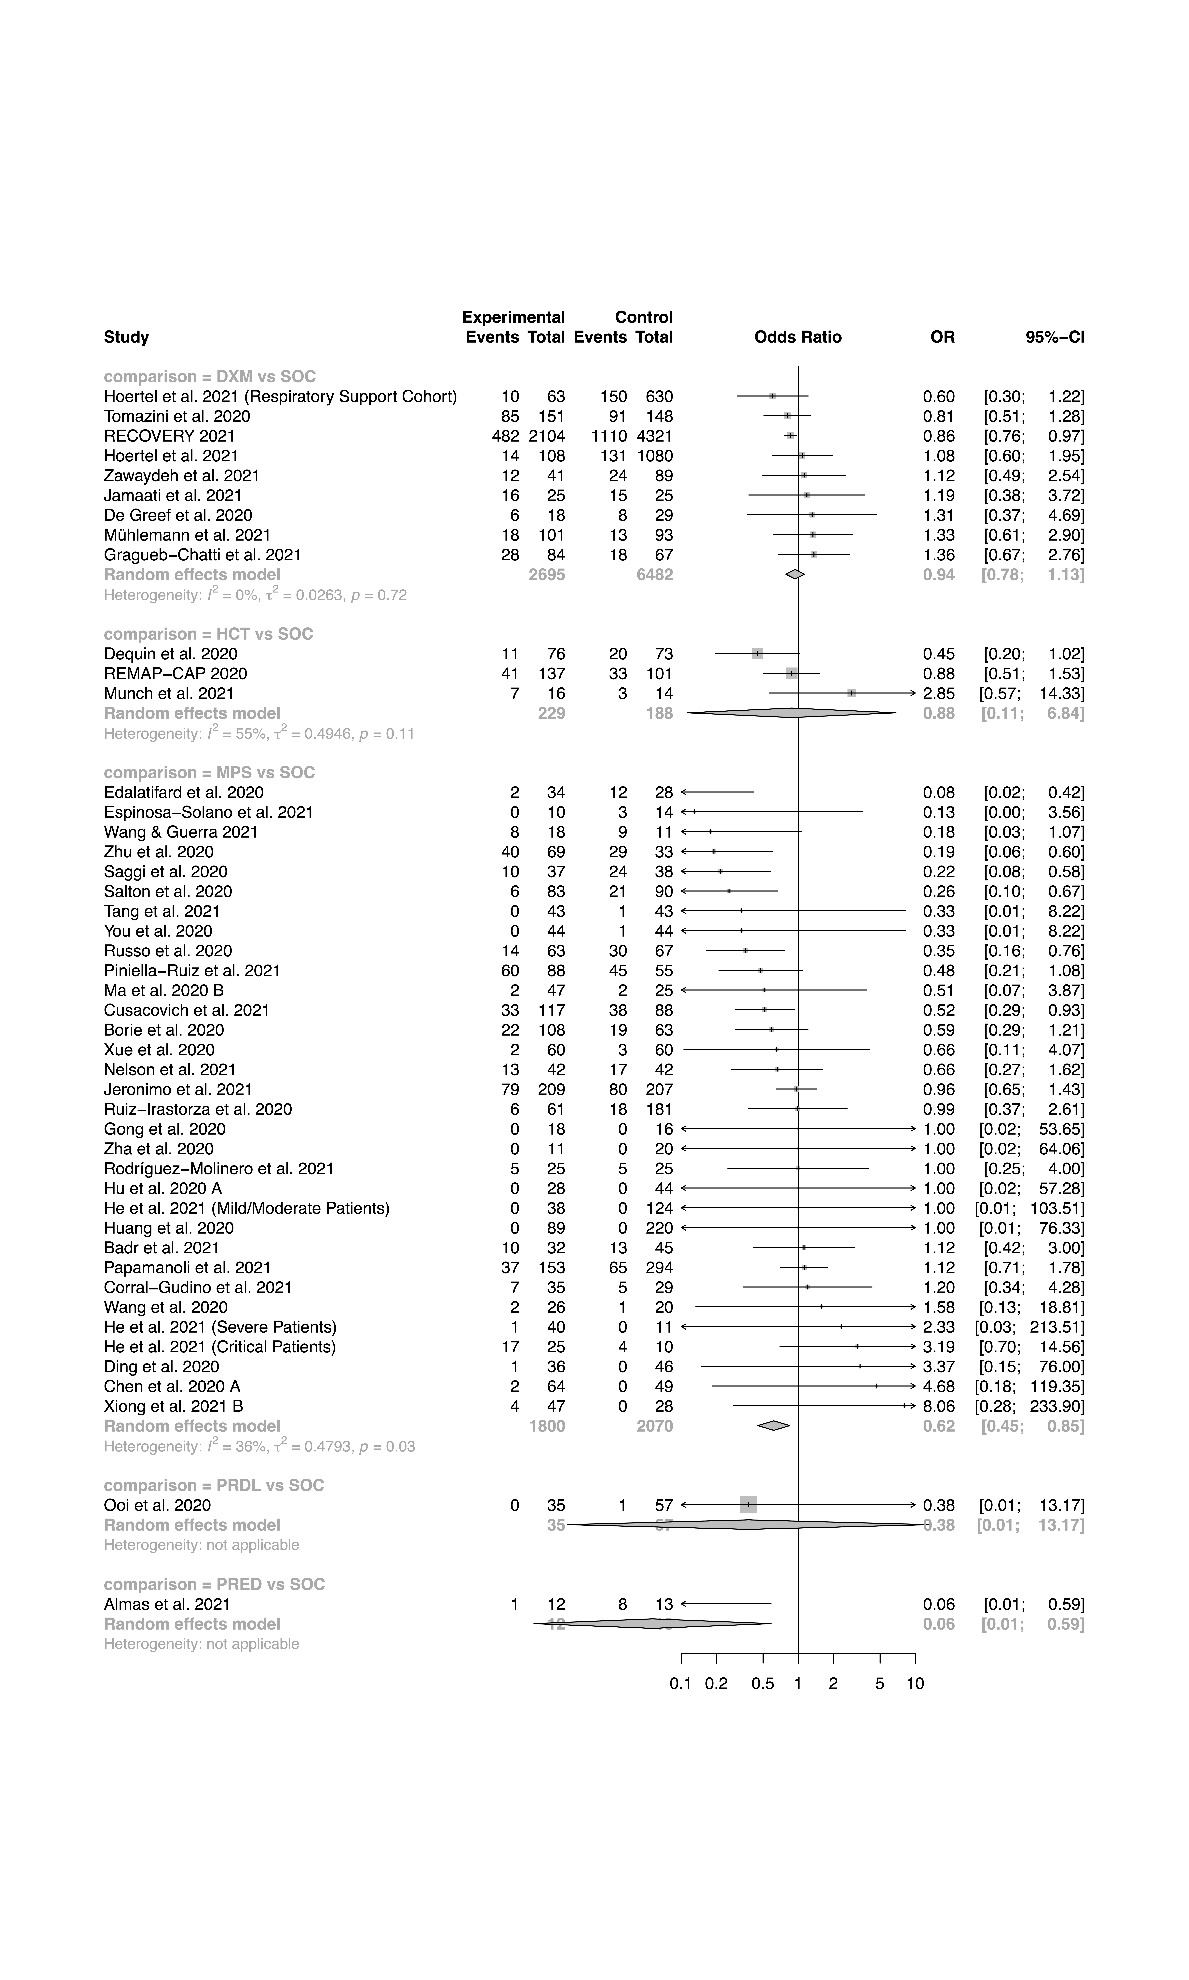 Experimental Control
Study Events Total Events Total Odds Ratio OR 95%−CI
comparison = DXM vs SOC
Hoertel et al. 2021 (Respiratory Support Cohort) 10 63 150 630 0.60 [0.30; 1.22]
Tomazini et al. 2020 85 151 91 148 0.81 [0.51; 1.28]
RECOVERY 2021 482 2104 1110 4321 0.86 [0.76; 0.97]
Hoertel et al. 2021 14 108 131 1080 1.08 [0.60; 1.95]
Zawaydeh et al. 2021 12 41 24 89 1.12 [0.49; 2.54]
Jamaati et al. 2021 16 25 15 25 1.19 [0.38; 3.72]
De Greef et al. 2020 6 18 8 29 1.31 [0.37; 4.69]
Mühlemann et al. 2021 18 101 13 93 1.33 [0.61; 2.90]
Gragueb−Chatti et al. 2021 28 84 18 67 1.36 [0.67; 2.76]
Random effects model 2695 6482 0.94 [0.78; 1.13]
Heterogeneity: I² = 0%, τ² = 0.0263, p = 0.72
comparison = HCT vs SOC
Dequin et al. 2020 11 76 20 73 0.45 [0.20; 1.02]
REMAP−CAP 2020 41 137 33 101 0.88 [0.51; 1.53]
Munch et al. 2021 7 16 3 14 2.85 [0.57; 14.33]
Random effects model 229 188 0.88 [0.11; 6.84]
Heterogeneity: I² = 55%, τ² = 0.4946, p = 0.11
comparison = MPS vs SOC
Edalatifard et al. 2020 2 34 12 28 0.08 [0.02; 0.42]
Espinosa−Solano et al. 2021 0 10 3 14 0.13 [0.00; 3.56]
Wang & Guerra 2021 8 18 9 11 0.18 [0.03; 1.07]
Zhu et al. 2020 40 69 29 33 0.19 [0.06; 0.60]
Saggi et al. 2020 10 37 24 38 0.22 [0.08; 0.58]
Salton et al. 2020 6 83 21 90 0.26 [0.10; 0.67]
Tang et al. 2021 0 43 1 43 0.33 [0.01; 8.22]
You et al. 2020 0 44 1 44 0.33 [0.01; 8.22]
Russo et al. 2020 14 63 30 67 0.35 [0.16; 0.76]
Piniella−Ruiz et al. 2021 60 88 45 55 0.48 [0.21; 1.08]
Ma et al. 2020 B 2 47 2 25 0.51 [0.07; 3.87]
Cusacovich et al. 2021 33 117 38 88 0.52 [0.29; 0.93]
Borie et al. 2020 22 108 19 63 0.59 [0.29; 1.21]
Xue et al. 2020 2 60 3 60 0.66 [0.11; 4.07]
Nelson et al. 2021 13 42 17 42 0.66 [0.27; 1.62]
Jeronimo et al. 2021 79 209 80 207 0.96 [0.65; 1.43]
Ruiz−Irastorza et al. 2020 6 61 18 181 0.99 [0.37; 2.61]
Gong et al. 2020 0 18 0 16 1.00 [0.02; 53.65]
Zha et al. 2020 0 11 0 20 1.00 [0.02; 64.06]
Rodríguez−Molinero et al. 2021 5 25 5 25 1.00 [0.25; 4.00]
Hu et al. 2020 A 0 28 0 44 1.00 [0.02; 57.28]
He et al. 2021 (Mild/Moderate Patients) 0 38 0 124 1.00 [0.01; 103.51]
Huang et al. 2020 0 89 0 220 1.00 [0.01; 76.33]
Badr et al. 2021 10 32 13 45 1.12 [0.42; 3.00]
Papamanoli et al. 2021 37 153 65 294 1.12 [0.71; 1.78]
Corral−Gudino et al. 2021 7 35 5 29 1.20 [0.34; 4.28]
Wang et al. 2020 2 26 1 20 1.58 [0.13; 18.81]
He et al. 2021 (Severe Patients) 1 40 0 11 2.33 [0.03; 213.51]
He et al. 2021 (Critical Patients) 17 25 4 10 3.19 [0.70; 14.56]
Ding et al. 2020 1 36 0 46 3.37 [0.15; 76.00]
Chen et al. 2020 A 2 64 0 49 4.68 [0.18; 119.35]
Xiong et al. 2021 B 4 47 0 28 8.06 [0.28; 233.90]
Random effects model 1800 2070 0.62 [0.45; 0.85]
Heterogeneity: I² = 36%, τ² = 0.4793, p = 0.03
comparison = PRDL vs SOC
Ooi et al. 2020 0 35 1 57 0.38 [0.01; 13.17]
Random effects model 35 57 0.38 [0.01; 13.17]
Heterogeneity: not applicable
comparison = PRED vs SOC
Almas et al. 2021 1 12 8 13 0.06 [0.01; 0.59]
Random effects model 12 0.06 [0.01; 0.59]
Heterogeneity: not applicable
0.1 0.2 0.5 1 2 5 10